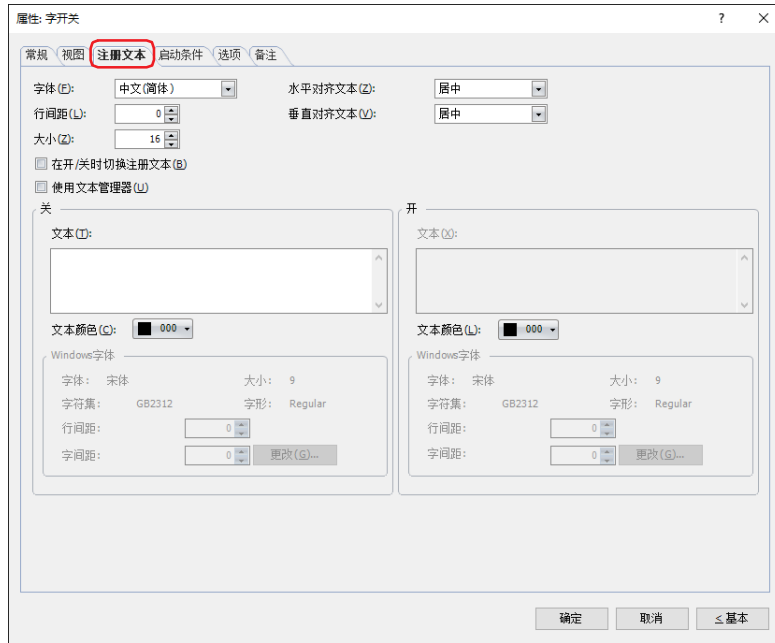 属性: 字开关
常规 视图 注册文本 启动条件 选项 备注
字体(F): 中文(简体) 水平对齐文本(Z): 居中
行间距(L): 0 垂直对齐文本(V): 居中
大小(Z): 16
在开/关时切换注册文本(B)
使用文本管理器(U)
关
文本(T):
文本颜色(C): 000
Windows字体
字体: 宋体 大小: 9
字符集: GB2312 字形: Regular
行间距: 0
字间距: 0 更改(G)...
开
文本(X):
文本颜色(L): 000
Windows字体
字体: 宋体 大小: 9
字符集: GB2312 字形: Regular
行间距: 0
字间距: 0 更改(G)...
确定 取消 ≤基本